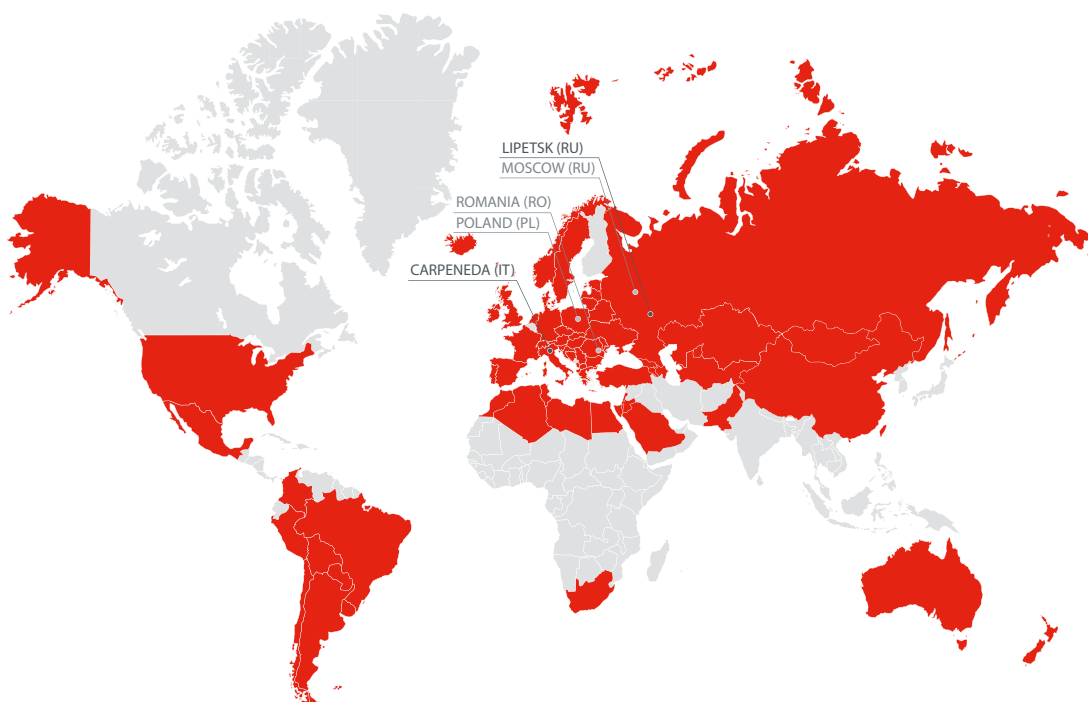 LIPETSK (RU)
MOSCOW (RU)
ROMANIA (RO)
POLAND (PL)
CARPENEDA (IT)